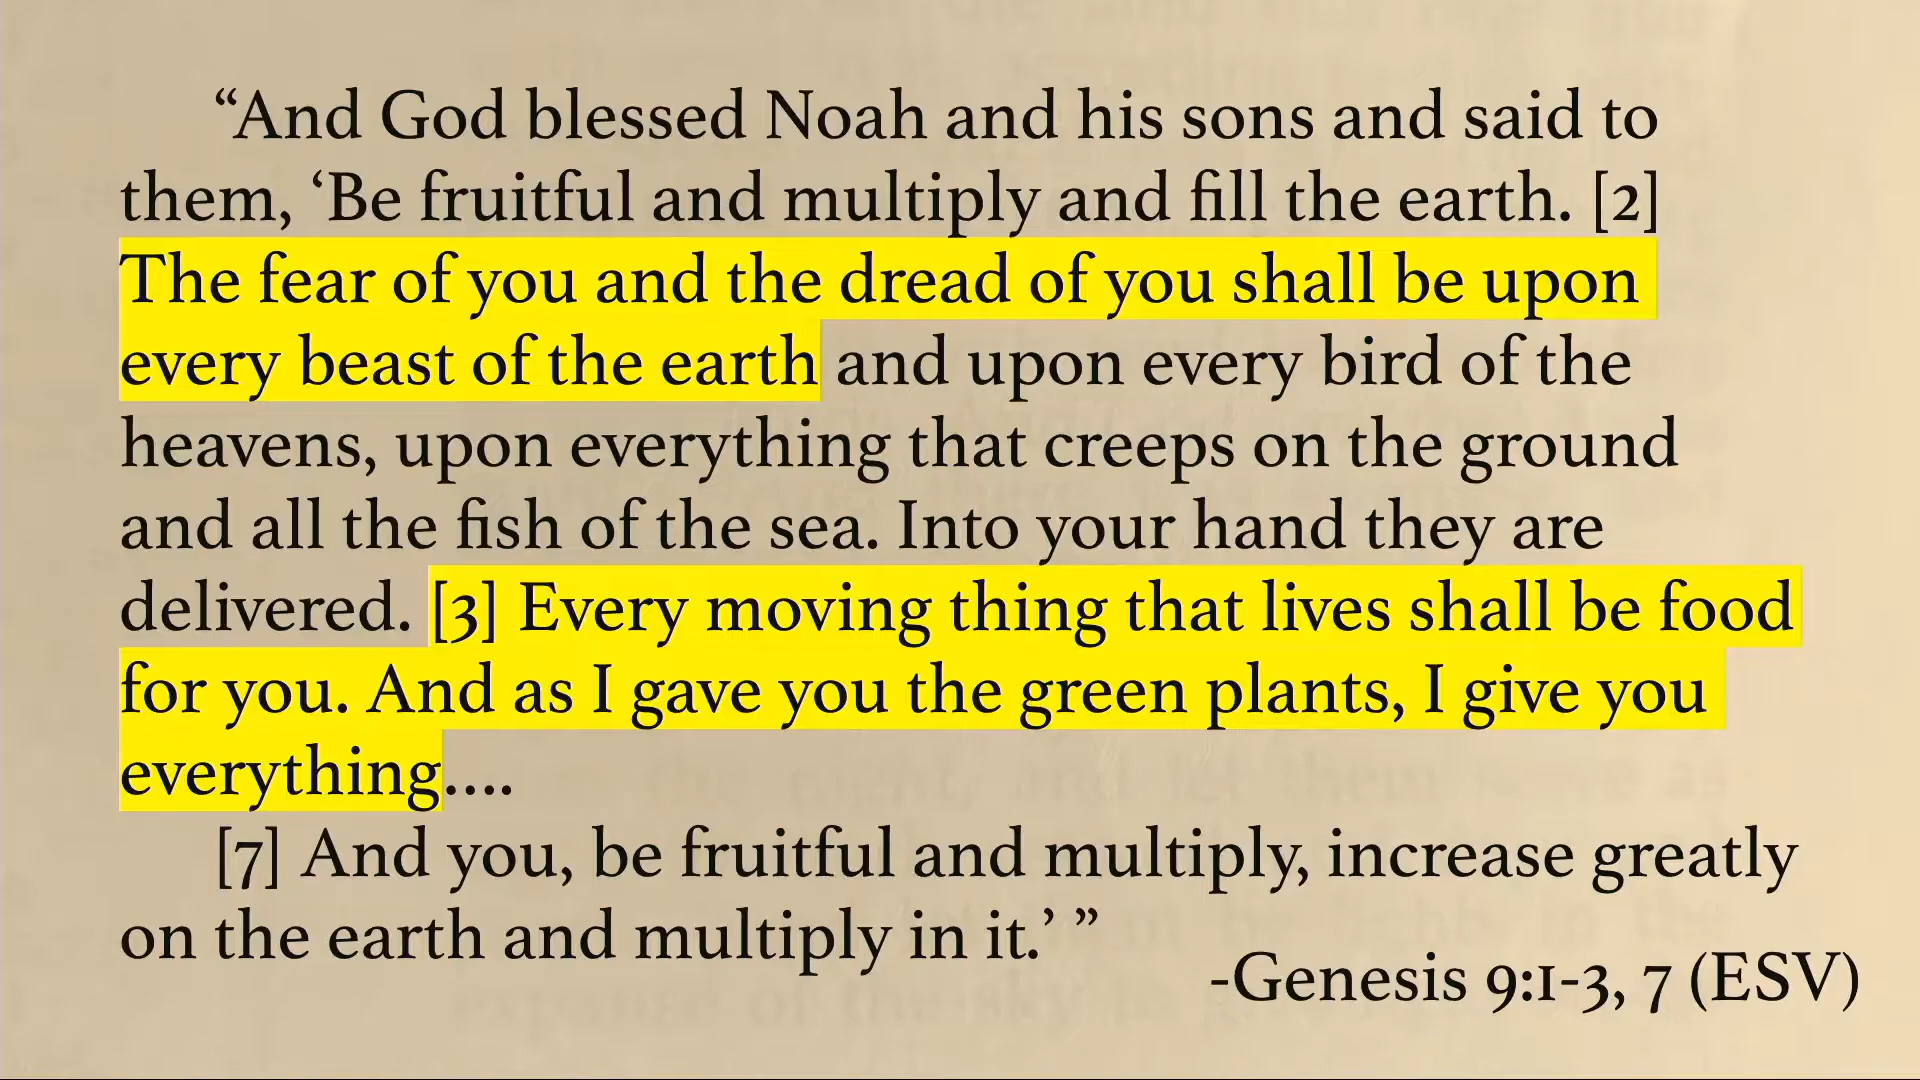 “And God blessed Noah and his sons and said to
them, ‘Be fruitful and multiply and fill the earth. [2]
The fear of you and the dread of you shall be upon
every beast of the earth and upon every bird of the
heavens, upon everything that creeps on the ground
and all the fish of the sea. Into your hand they are
delivered. [3] Every moving thing that lives shall be food
for you. And as I gave you the green plants, I give you
everything....
[7] And you, be fruitful and multiply, increase greatly
on the earth and multiply in it.’ ”
-Genesis 9:1-3, 7 (ESV)